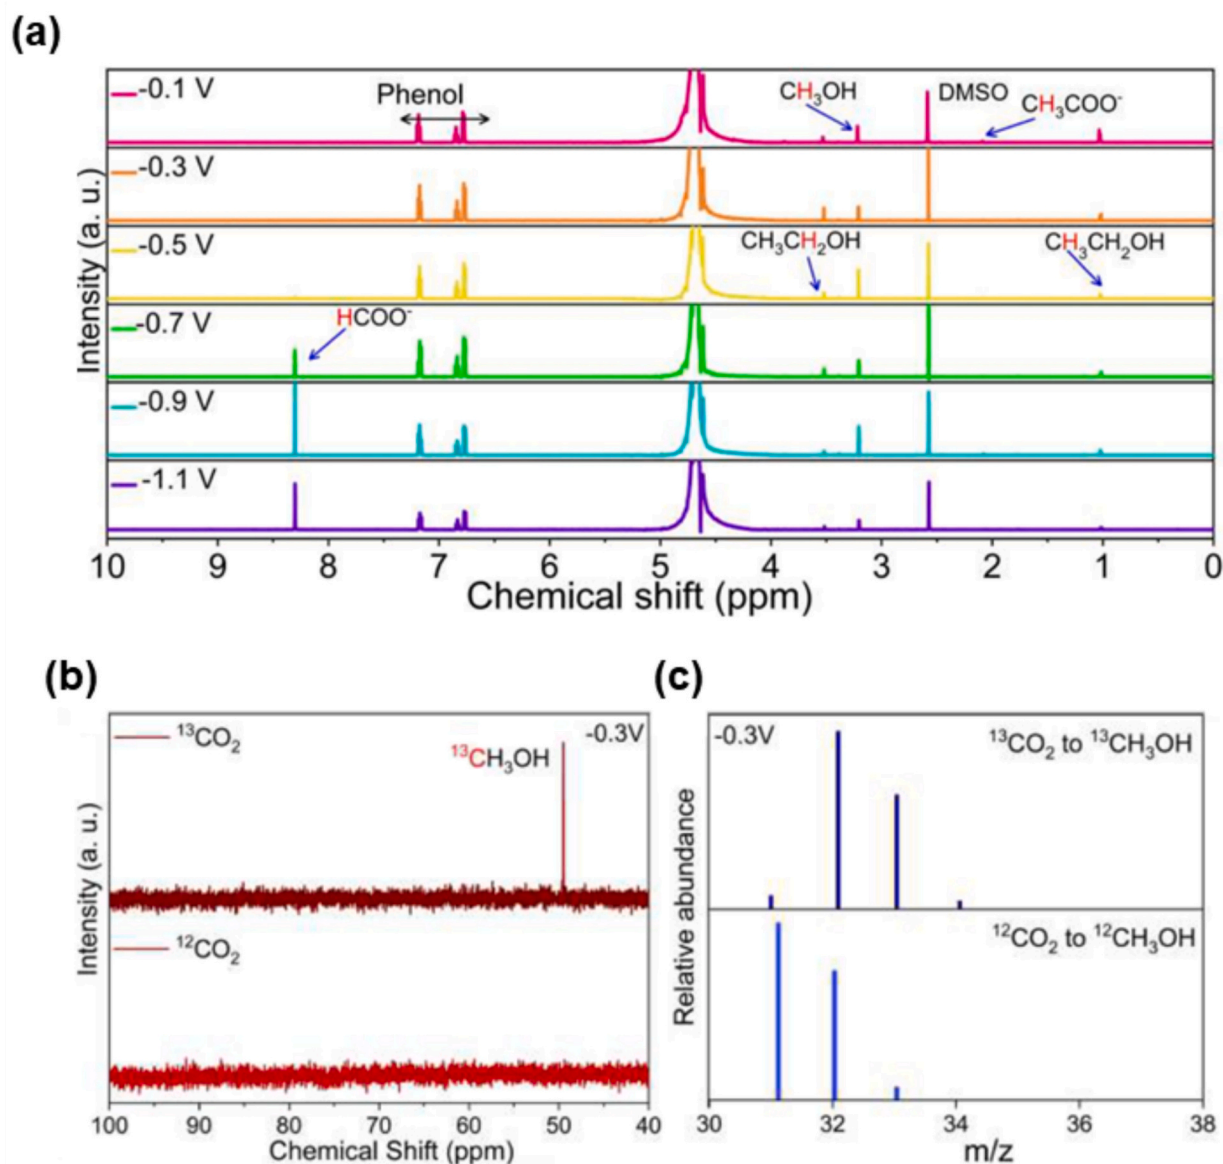 (a)
-0.1 V
Phenol
CH₃OH
DMSO
CH₃COO⁻
-0.3 V
-0.5 V
CH₃CH₂OH
CH₃CH₂OH
-0.7 V
HCOO⁻
-0.9 V
-1.1 V
Intensity (a. u.)
10 9 8 7 6 5 4 3 2 1 0
Chemical shift (ppm)
(b)
¹³CO₂
-0.3V
¹³CH₃OH
¹²CO₂
Intensity (a. u.)
100 90 80 70 60 50 40
Chemical Shift (ppm)
(c)
-0.3V
¹³CO₂ to ¹³CH₃OH
¹²CO₂ to ¹²CH₃OH
Relative abundance
30 32 34 36 38
m/z